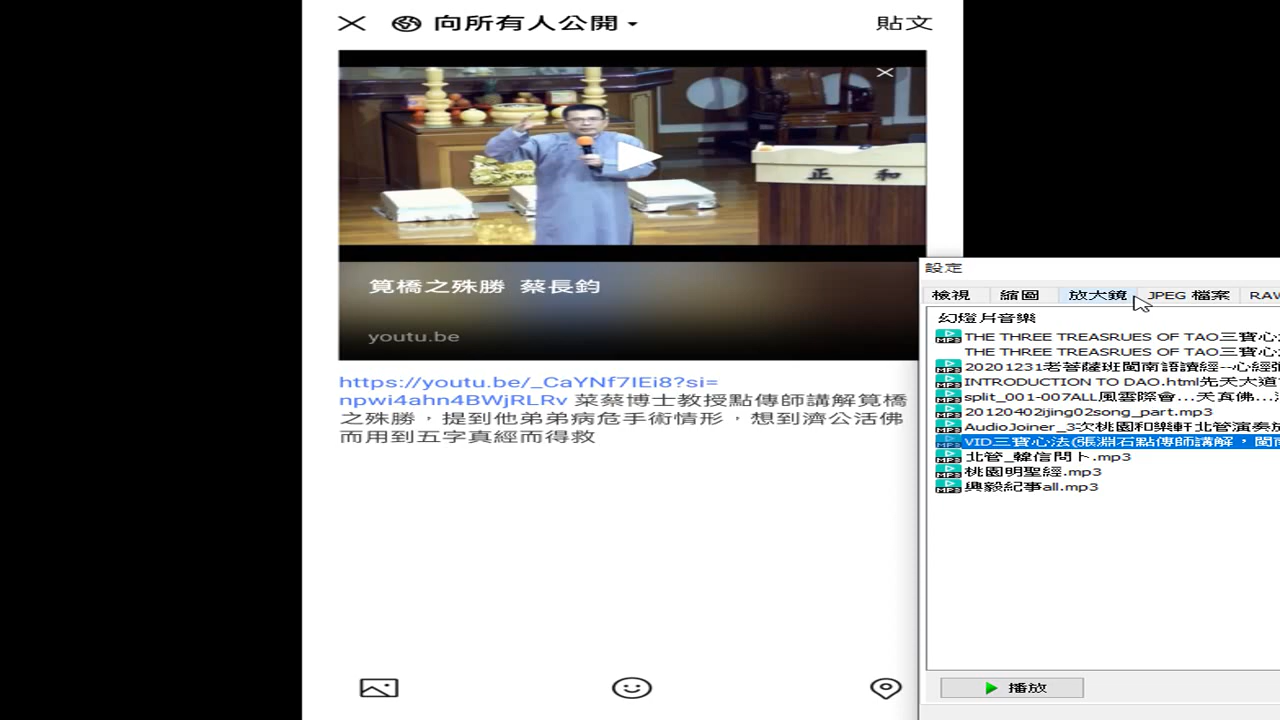 向所有人公開
貼文
正 和
筧橋之殊勝 蔡長鈞
youtu.be
https://youtu.be/_CaYNf7IEi8?si=
npwi4ahn4BWjRLRv 菜蔡博士教授點傳師講解筧橋
之殊勝，提到他弟弟病危手術情形，想到濟公活佛
而用到五字真經而得救
設定
檢視 縮圖 放大鏡 JPEG 檔案 RAW
幻燈片音樂
THE THREE TREASRUES OF TAO三寶心
THE THREE TREASRUES OF TAO三寶心
20201231老菩薩班閩南語讀經--心經
INTRODUCTION TO DAO.html先天大道
split_001-007ALL風雲際會...天真佛...
20120402ijing02song_part.mp3
AudioJoiner_3次桃園和樂軒北管演奏
VID三寶心法(張淵石點傳師講解，閩南
北管_韓信問卜.mp3
桃園明聖經.mp3
興毅紀事all.mp3
播放